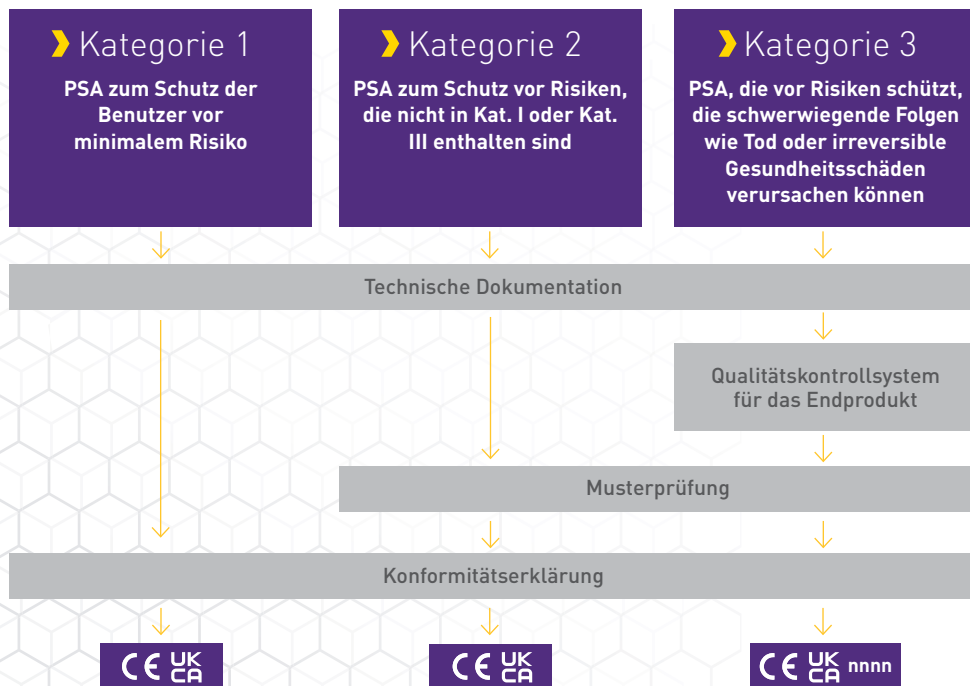 Kategorie 1
PSA zum Schutz der
Benutzer vor
minimalem Risiko
Kategorie 2
PSA zum Schutz vor Risiken,
die nicht in Kat. I oder Kat.
III enthalten sind
Kategorie 3
PSA, die vor Risiken schützt,
die schwerwiegende Folgen
wie Tod oder irreversible
Gesundheitsschäden
verursachen können
Technische Dokumentation
Qualitätskontrollsystem
für das Endprodukt
Musterprüfung
Konformitätserklärung
CE UK
CA
CE UK
CA
CE UK nnnn
CA